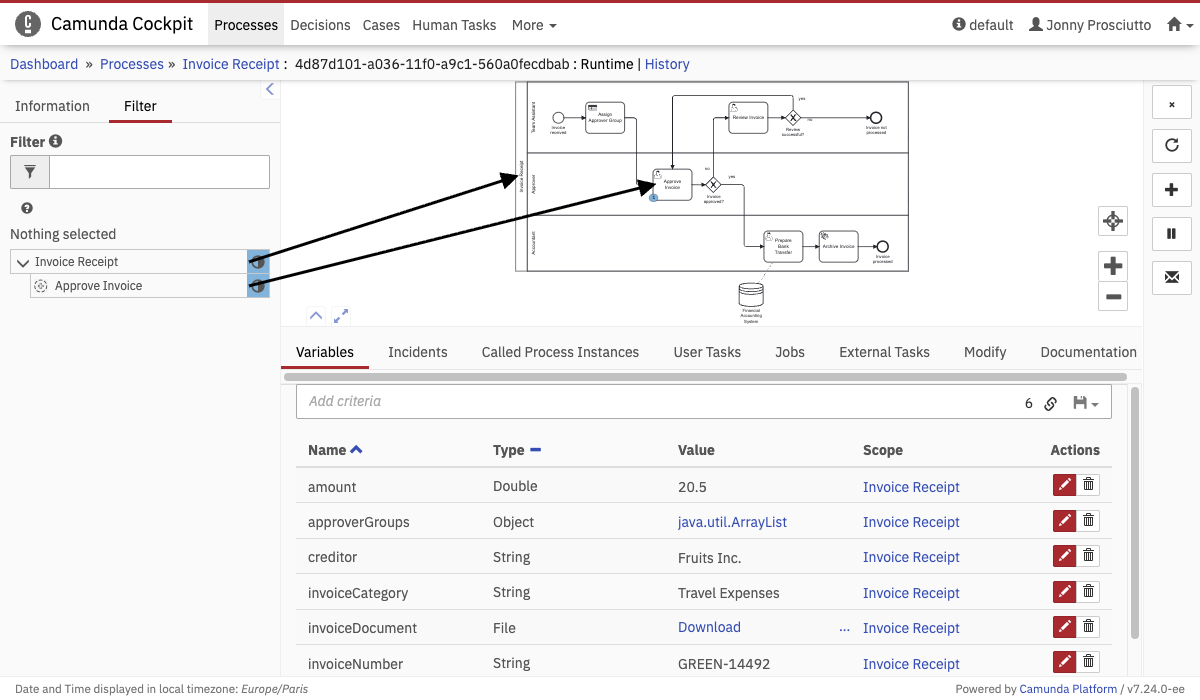 Camunda Cockpit Processes Decisions Cases Human Tasks More default Jonny Prosciutto
Dashboard » Processes » Invoice Receipt : 4d87d101-a036-11f0-a9c1-560a0fecdbab : Runtime | History
Information Filter
Filter
Nothing selected
Invoice Receipt
Approve Invoice
Invoice Receipt
Team Assistant
Approver
Accountant
Invoice
received
Assign
Approver Group
Review Invoice
yes
no
Review
successful?
Invoice not
processed
Approve
Invoice
1
no
yes
Invoice
approved?
Prepare
Bank
Transfer
Archive Invoice
Invoice
processed
Financial
Accounting
System
Variables Incidents Called Process Instances User Tasks Jobs External Tasks Modify Documentation
Add criteria 6
Name Type Value Scope Actions
amount Double 20.5 Invoice Receipt
approverGroups Object java.util.ArrayList Invoice Receipt
creditor String Fruits Inc. Invoice Receipt
invoiceCategory String Travel Expenses Invoice Receipt
invoiceDocument File Download ... Invoice Receipt
invoiceNumber String GREEN-14492 Invoice Receipt
Date and Time displayed in local timezone: Europe/Paris Powered by Camunda Platform / v7.24.0-ee